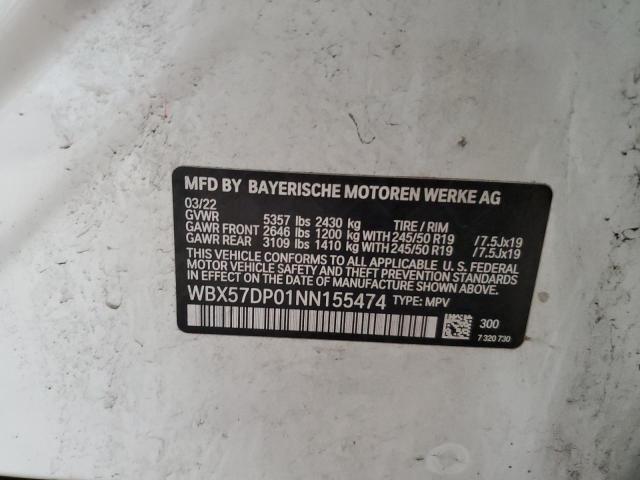 MFD BY BAYERISCHE MOTOREN WERKE AG
03/22
GVWR 5357 lbs 2430 kg TIRE / RIM
GAWR FRONT 2646 lbs 1200 kg WITH 245/50 R19 /7.5Jx19
GAWR REAR 3109 lbs 1410 kg WITH 245/50 R19 /7.5Jx19
THIS VEHICLE CONFORMS TO ALL APPLICABLE U.S. FEDERAL
MOTOR VEHICLE SAFETY AND THEFT PREVENTION STANDARDS
IN EFFECT ON THE DATE OF MANUFACTURE SHOWN ABOVE.
WBX57DP01NN155474 TYPE: MPV
300
7 320 730